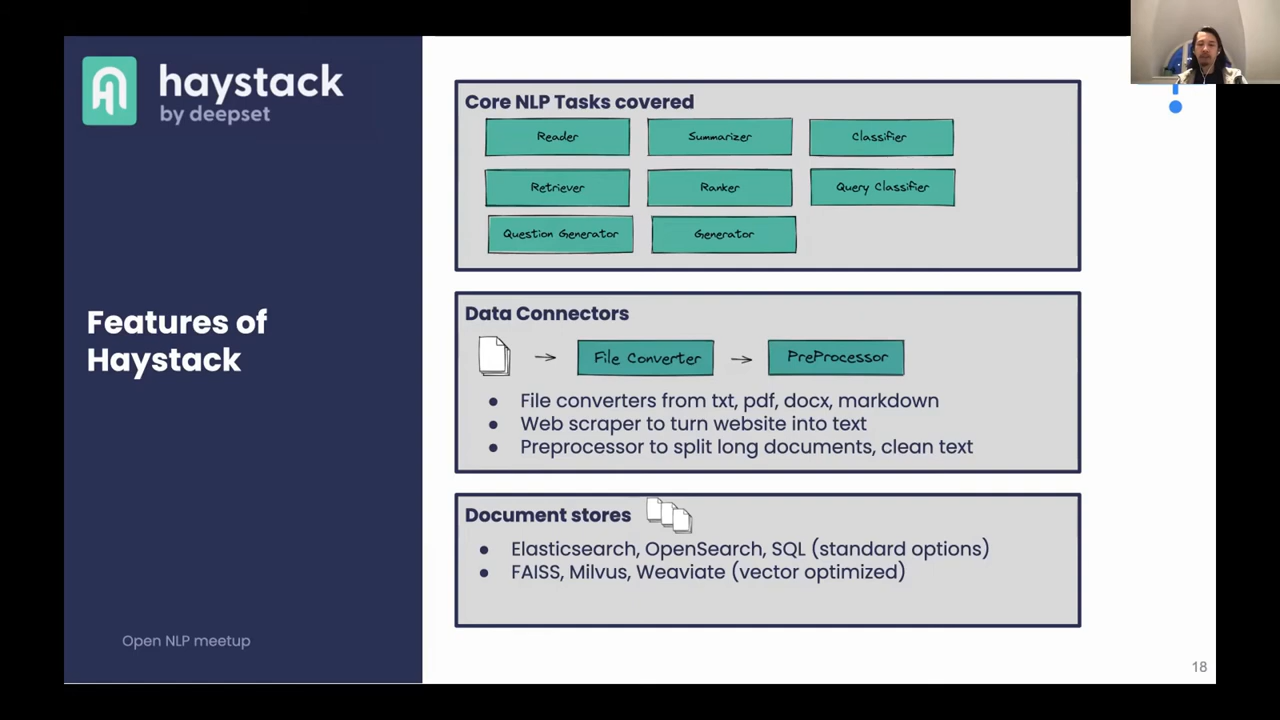 haystack
by deepset
Features of
Haystack
Open NLP meetup
Core NLP Tasks covered
Reader
Summarizer
Classifier
Retriever
Ranker
Query Classifier
Question Generator
Generator
Data Connectors
File Converter
PreProcessor
● File converters from txt, pdf, docx, markdown
● Web scraper to turn website into text
● Preprocessor to split long documents, clean text
Document stores
● Elasticsearch, OpenSearch, SQL (standard options)
● FAISS, Milvus, Weaviate (vector optimized)
18